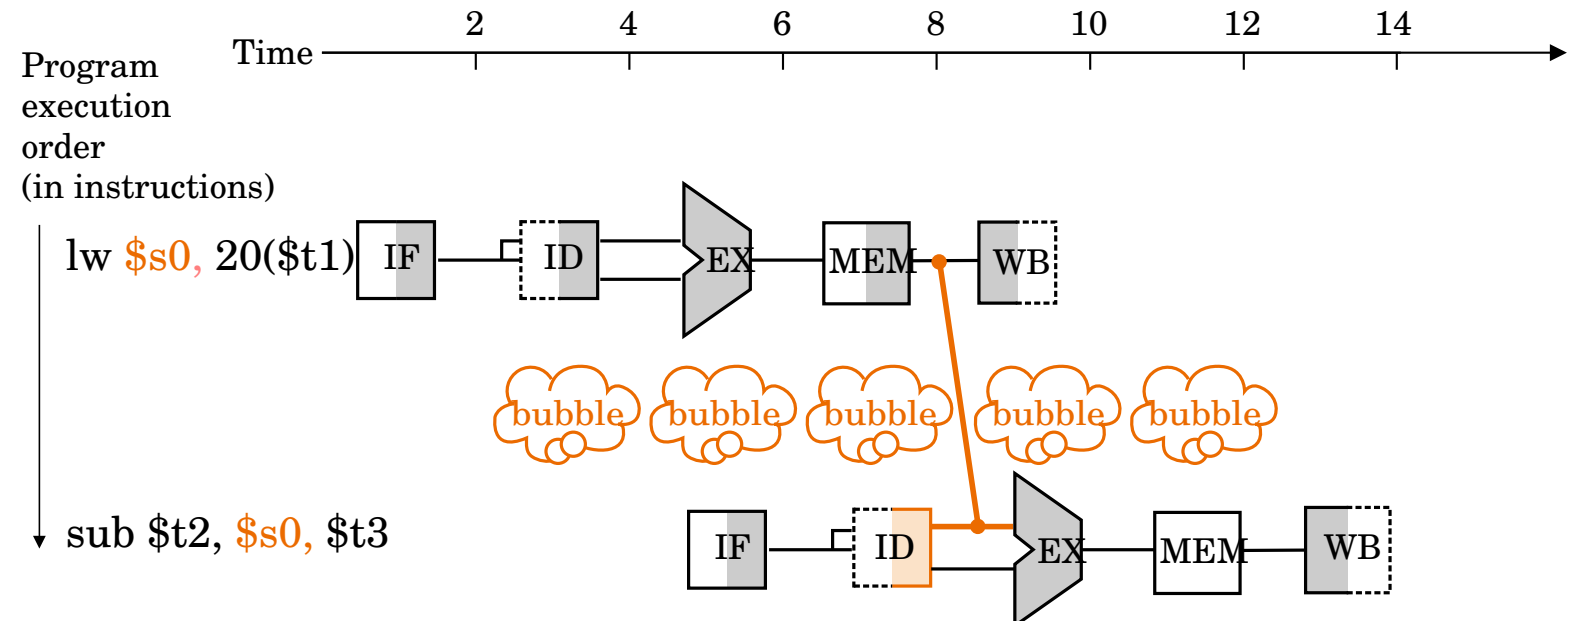 2 4 6 8 10 12 14
Time
Program
execution
order
(in instructions)
lw $s0, 20($t1) IF ID EX MEM WB
bubble bubble bubble bubble bubble
sub $t2, $s0, $t3 IF ID EX MEM WB